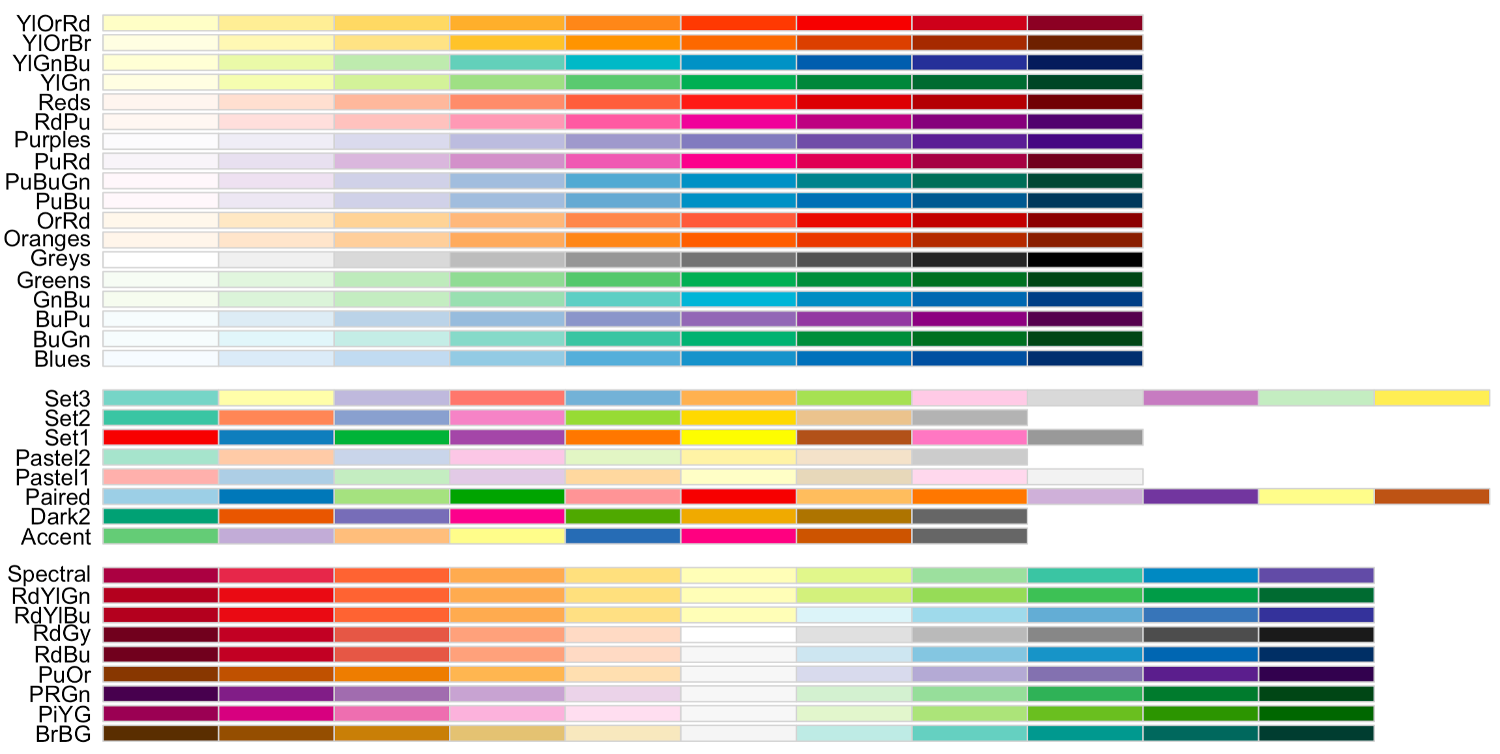 YlOrRd
YlOrBr
YlGnBu
YlGn
Reds
RdPu
Purples
PuRd
PuBuGn
PuBu
OrRd
Oranges
Greys
Greens
GnBu
BuPu
BuGn
Blues
Set3
Set2
Set1
Pastel2
Pastel1
Paired
Dark2
Accent
Spectral
RdYlGn
RdYlBu
RdGy
RdBu
PuOr
PRGn
PiYG
BrBG